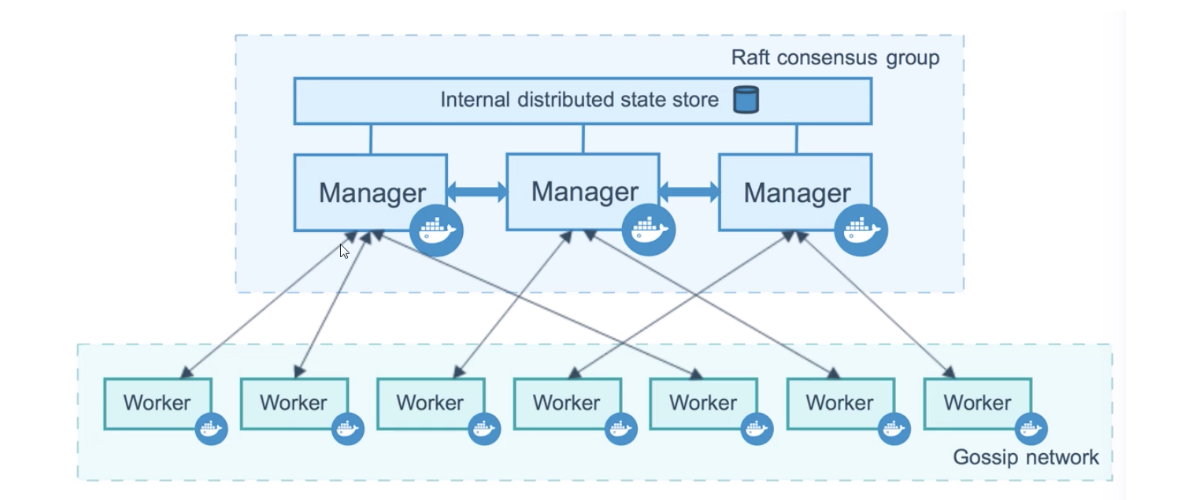 Raft consensus group
Internal distributed state store
Manager
Manager
Manager
Worker
Worker
Worker
Worker
Worker
Worker
Worker
Gossip network